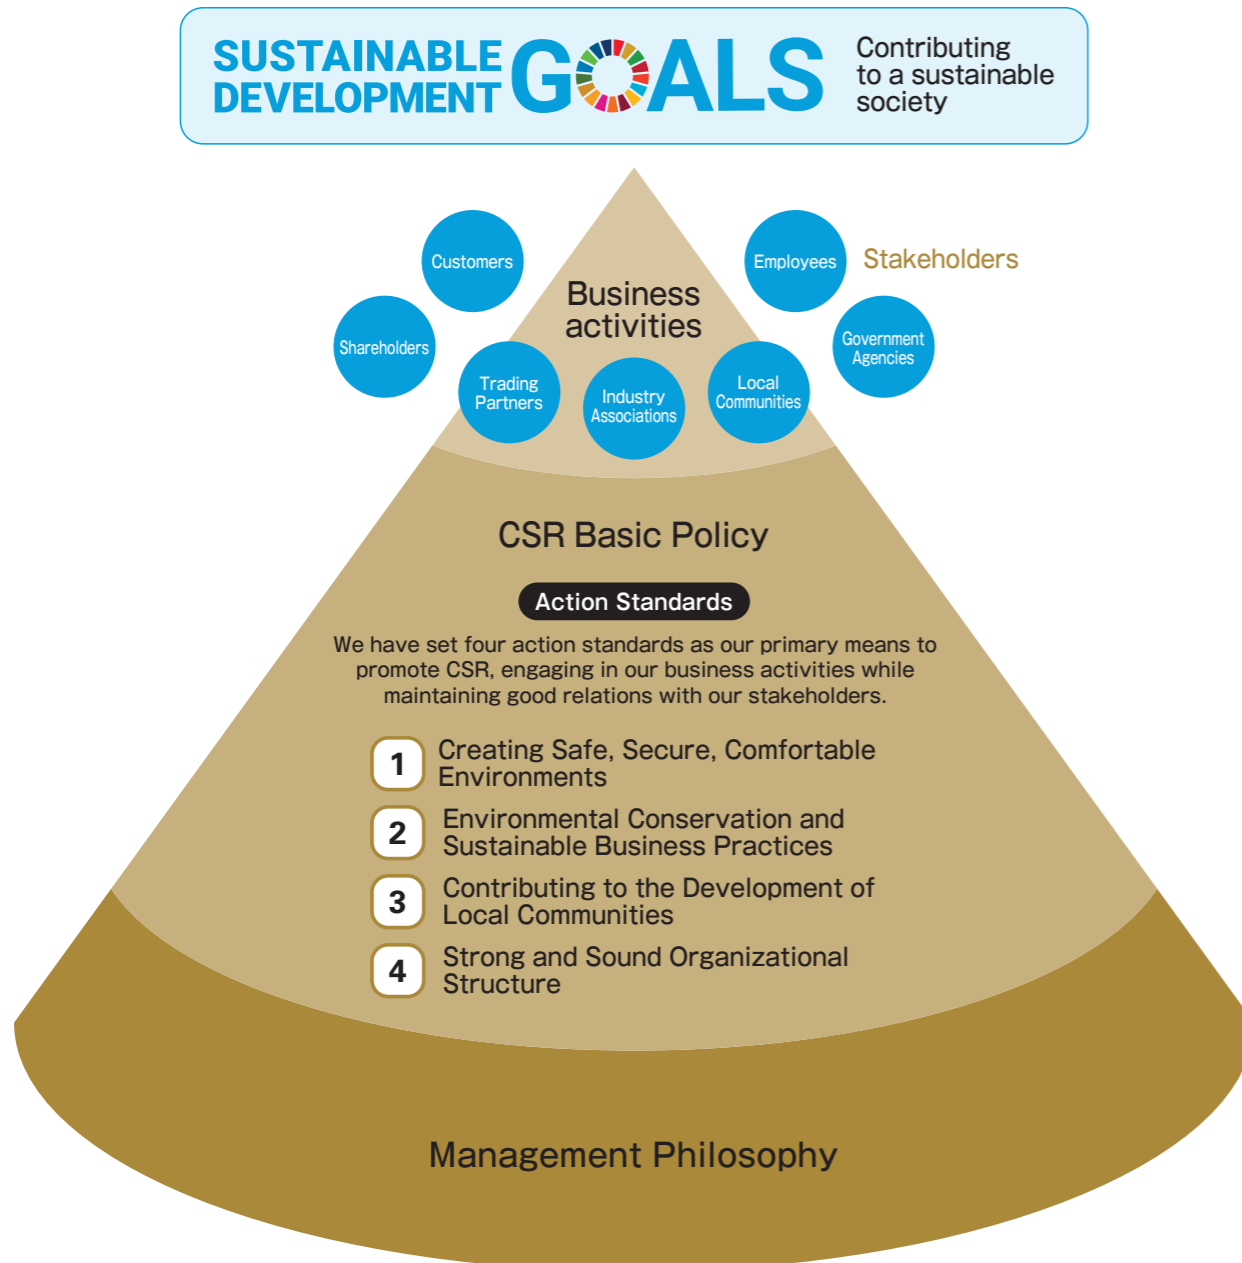 SUSTAINABLE
DEVELOPMENT
GOALS
Contributing
to a sustainable
society
Customers
Employees
Stakeholders
Shareholders
Business
activities
Government
Agencies
Trading
Partners
Industry
Associations
Local
Communities
CSR Basic Policy
Action Standards
We have set four action standards as our primary means to
promote CSR, engaging in our business activities while
maintaining good relations with our stakeholders.
1 Creating Safe, Secure, Comfortable
Environments
2 Environmental Conservation and
Sustainable Business Practices
3 Contributing to the Development of
Local Communities
4 Strong and Sound Organizational
Structure
Management Philosophy